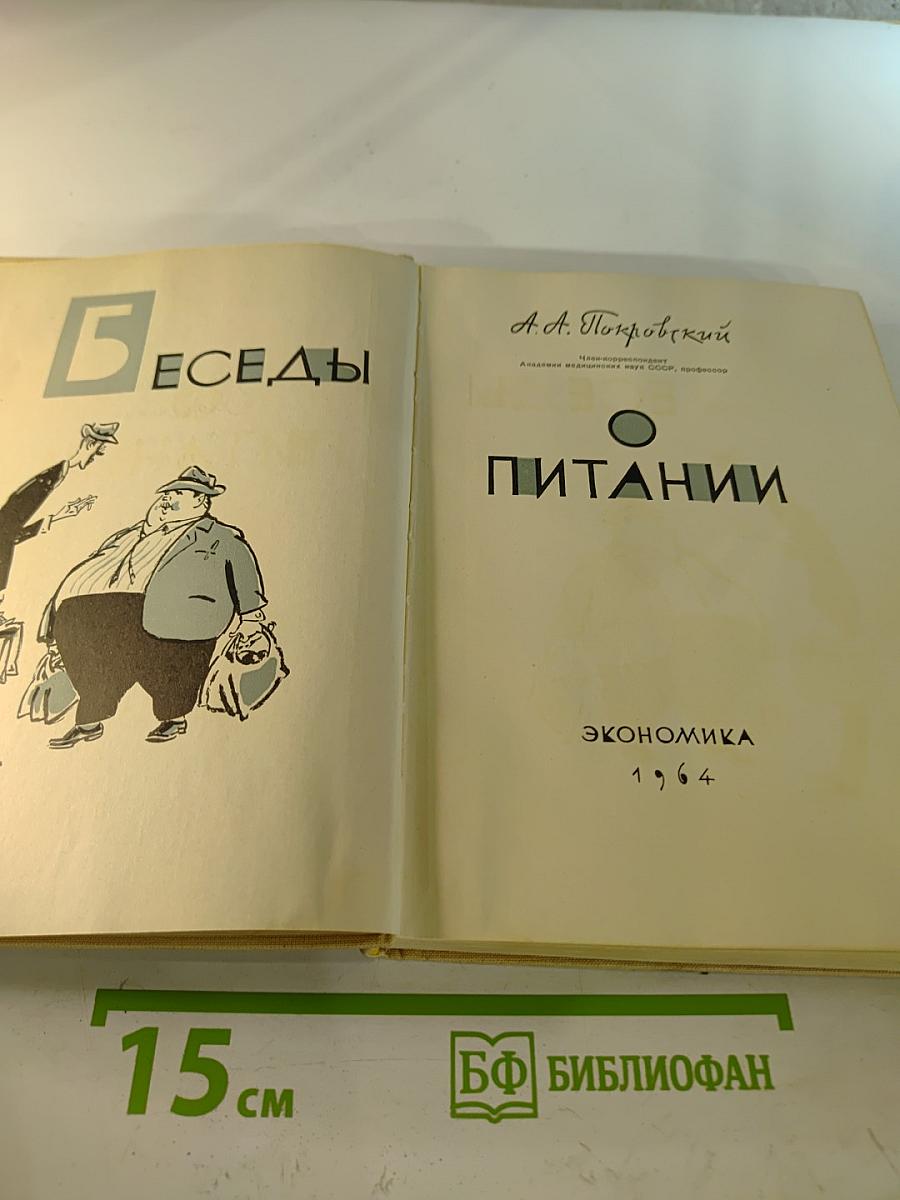 БЕСЕДЫ
А. А. Покровский
Член-корреспондент
Академии медицинских наук СССР, профессор
О
ПИТАНИИ
ЭКОНОМИКА
1964
15 см
БФ БИБЛИОФАН